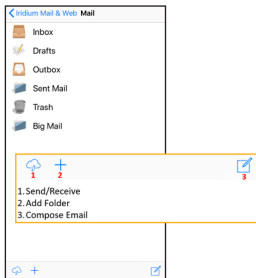 Iridium Mail & Web Mail
Inbox
Drafts
Outbox
Sent Mail
Trash
Big Mail
1 2 3
1.Send/Receive
2.Add Folder
3.Compose Email